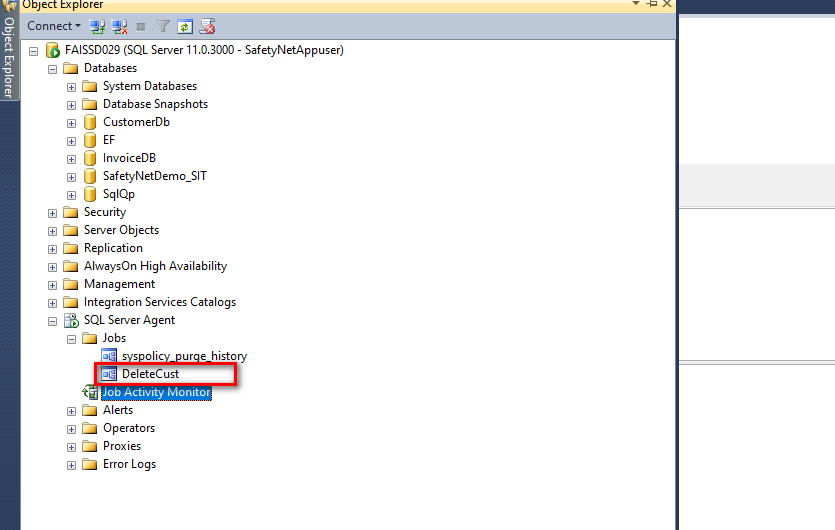 Object Explorer
Object Explorer
Connect
FAISSD029 (SQL Server 11.0.3000 - SafetyNetAppuser)
Databases
System Databases
Database Snapshots
CustomerDb
EF
InvoiceDB
SafetyNetDemo_SIT
SqlQp
Security
Server Objects
Replication
AlwaysOn High Availability
Management
Integration Services Catalogs
SQL Server Agent
Jobs
syspolicy_purge_history
DeleteCust
Job Activity Monitor
Alerts
Operators
Proxies
Error Logs